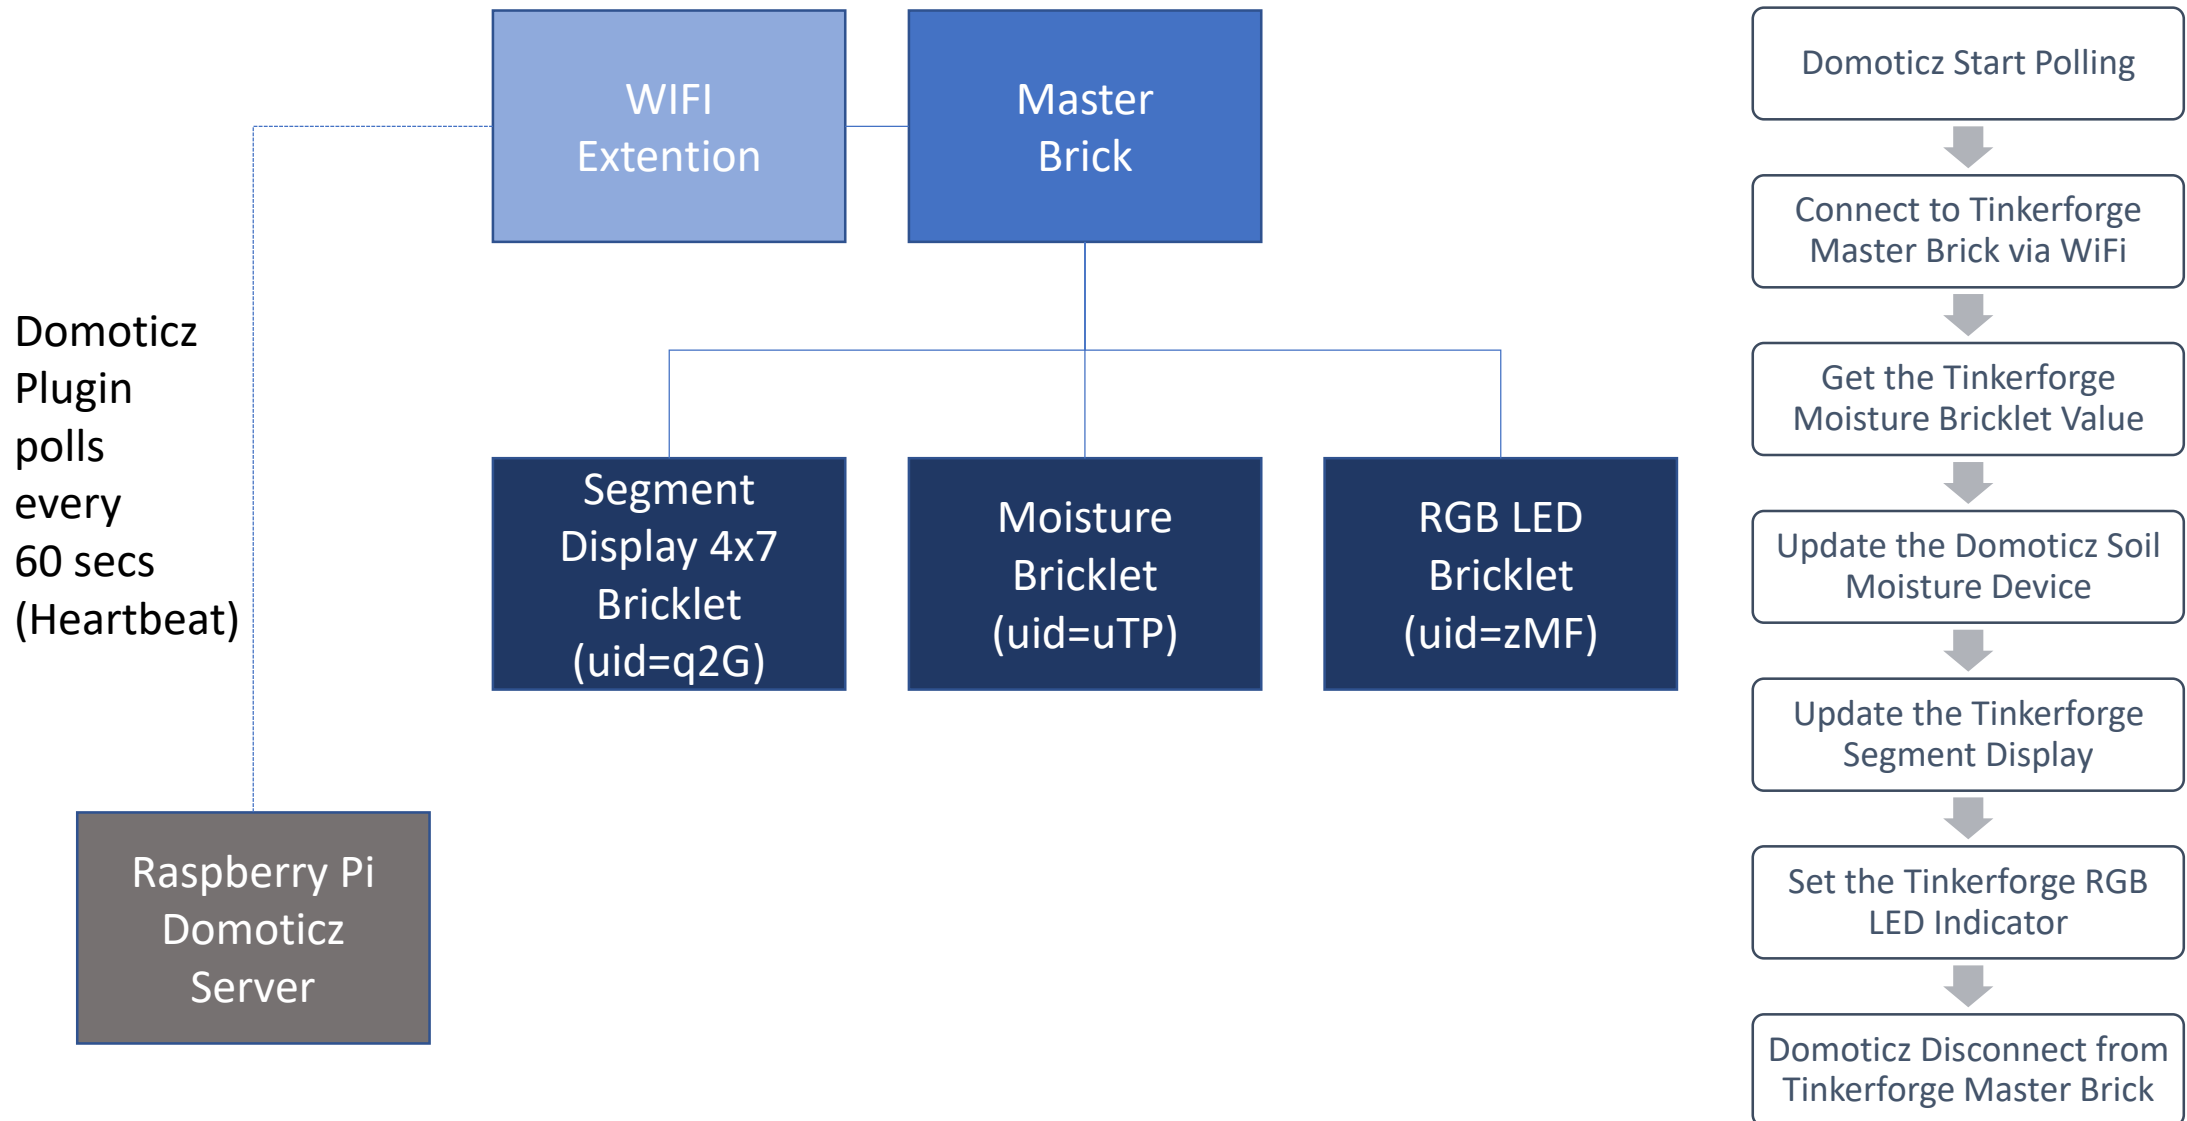 WIFI
Extention
Master
Brick
Domoticz
Plugin
polls
every
60 secs
(Heartbeat)
Segment
Display 4x7
Bricklet
(uid=q2G)
Moisture
Bricklet
(uid=uTP)
RGB LED
Bricklet
(uid=zMF)
Raspberry Pi
Domoticz
Server
Domoticz Start Polling
Connect to Tinkerforge
Master Brick via WiFi
Get the Tinkerforge
Moisture Bricklet Value
Update the Domoticz Soil
Moisture Device
Update the Tinkerforge
Segment Display
Set the Tinkerforge RGB
LED Indicator
Domoticz Disconnect from
Tinkerforge Master Brick